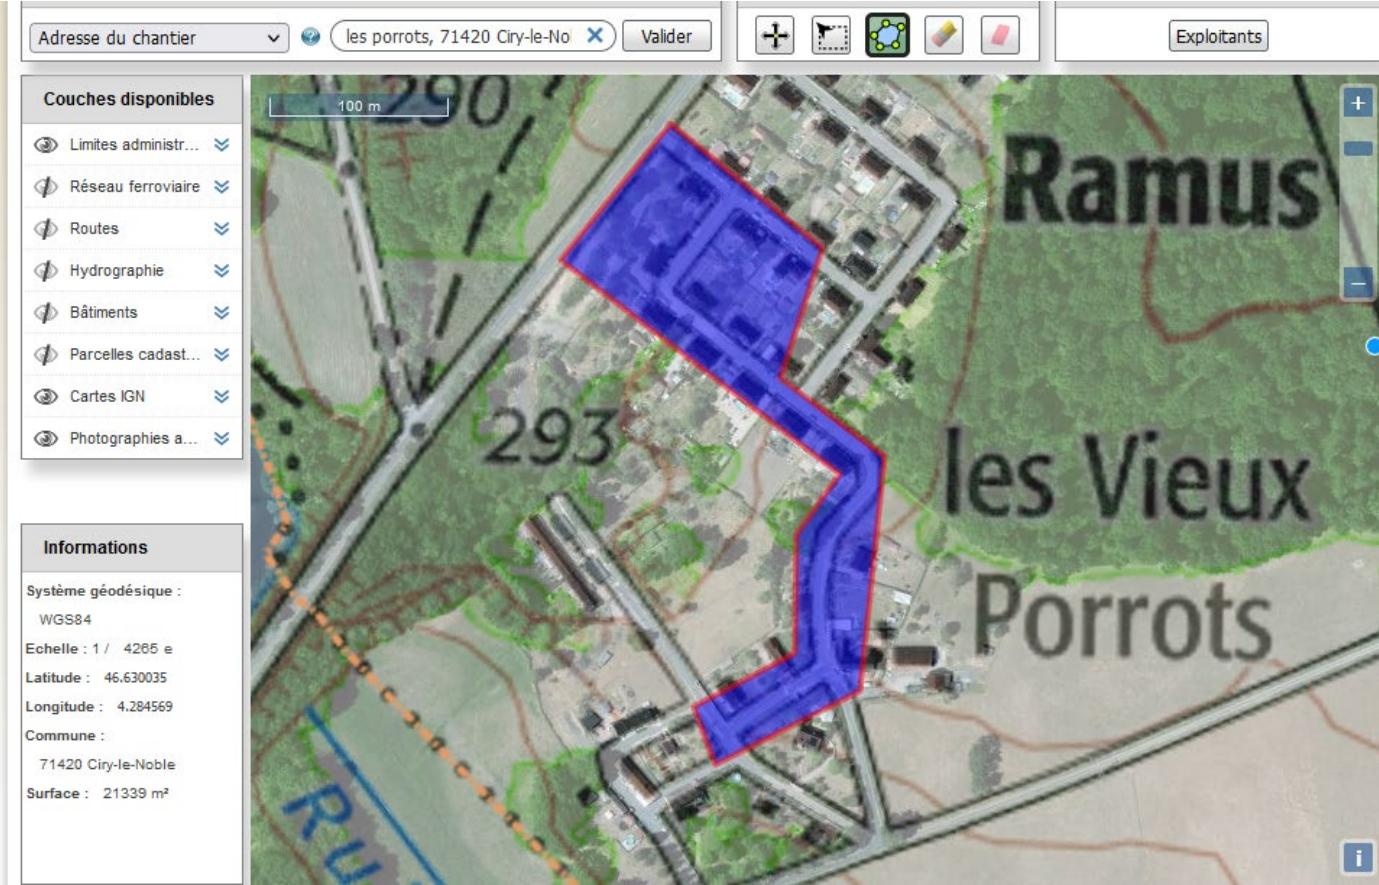 Adresse du chantier
les porrots, 71420 Ciry-le-No
Valider
Exploitants
Couches disponibles
Limites administr...
Réseau ferroviaire
Routes
Hydrographie
Bâtiments
Parcelles cadast...
Cartes IGN
Photographies a...
Informations
Système géodésique :
WGS84
Echelle : 1 / 4265 e
Latitude : 46.630035
Longitude : 4.284569
Commune :
71420 Ciry-le-Noble
Surface : 21339 m²
100 m
290
Ramus
293
les Vieux
Porrots
Ru
+
−
i